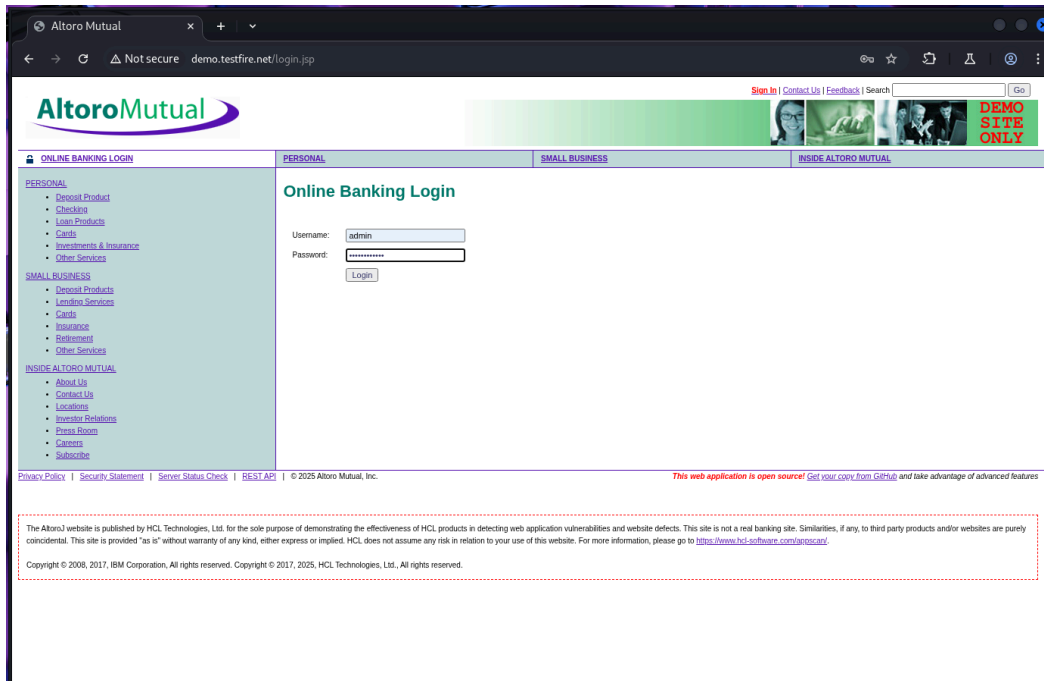 Altoro Mutual
Not secure demo.testfire.net/login.jsp
Sign In | Contact Us | Feedback | Search Go
AltoroMutual
DEMO
SITE
ONLY
ONLINE BANKING LOGIN PERSONAL SMALL BUSINESS INSIDE ALTORO MUTUAL
PERSONAL
Deposit Product
Checking
Loan Products
Cards
Investments & Insurance
Other Services
SMALL BUSINESS
Deposit Products
Lending Services
Cards
Insurance
Retirement
Other Services
INSIDE ALTORO MUTUAL
About Us
Contact Us
Locations
Investor Relations
Press Room
Careers
Subscribe
Online Banking Login
Username: admin
Password: ••••••••••••
Login
Privacy Policy | Security Statement | Server Status Check | REST API | © 2025 Altoro Mutual, Inc. This web application is open source! Get your copy from GitHub and take advantage of advanced features
The AltoroJ website is published by HCL Technologies, Ltd. for the sole purpose of demonstrating the effectiveness of HCL products in detecting web application vulnerabilities and website defects. This site is not a real banking site. Similarities, if any, to third party products and/or websites are purely
coincidental. This site is provided "as is" without warranty of any kind, either express or implied. HCL does not assume any risk in relation to your use of this website. For more information, please go to https://www.hcl-software.com/appscan/.
Copyright © 2008, 2017, IBM Corporation, All rights reserved. Copyright © 2017, 2025, HCL Technologies, Ltd., All rights reserved.